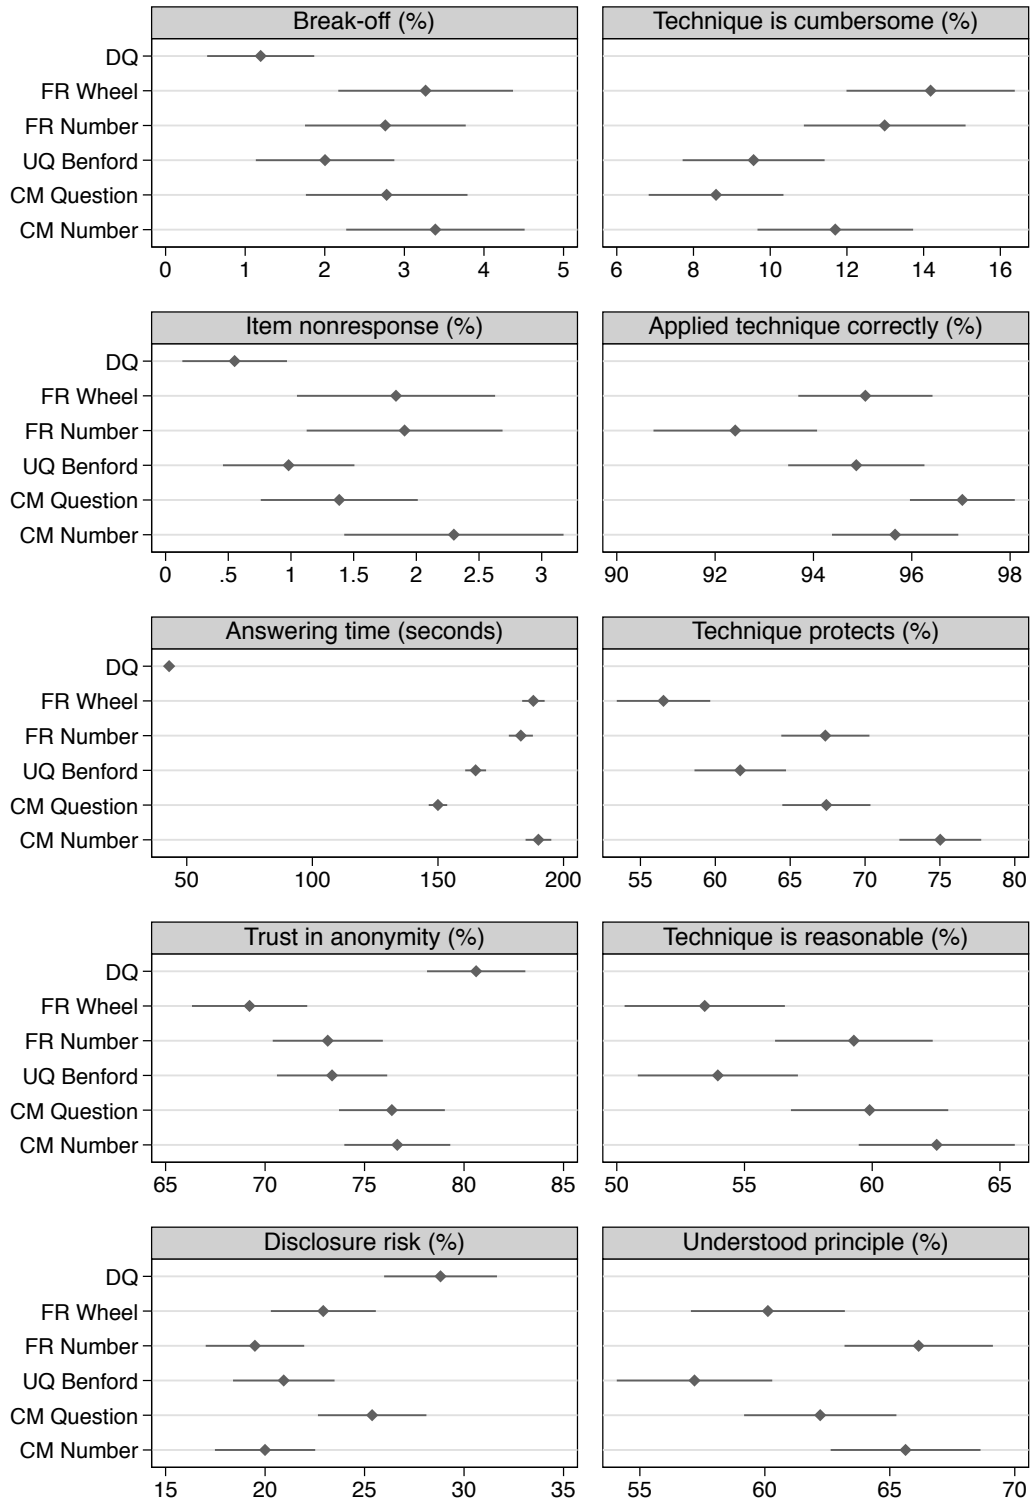 Break-off (%)
Technique is cumbersome (%)
DQ
FR Wheel
FR Number
UQ Benford
CM Question
CM Number
0 1 2 3 4 5
6 8 10 12 14 16
Item nonresponse (%)
Applied technique correctly (%)
DQ
FR Wheel
FR Number
UQ Benford
CM Question
CM Number
0 .5 1 1.5 2 2.5 3
90 92 94 96 98
Answering time (seconds)
Technique protects (%)
DQ
FR Wheel
FR Number
UQ Benford
CM Question
CM Number
50 100 150 200
55 60 65 70 75 80
Trust in anonymity (%)
Technique is reasonable (%)
DQ
FR Wheel
FR Number
UQ Benford
CM Question
CM Number
65 70 75 80 85
50 55 60 65
Disclosure risk (%)
Understood principle (%)
DQ
FR Wheel
FR Number
UQ Benford
CM Question
CM Number
15 20 25 30 35
55 60 65 70